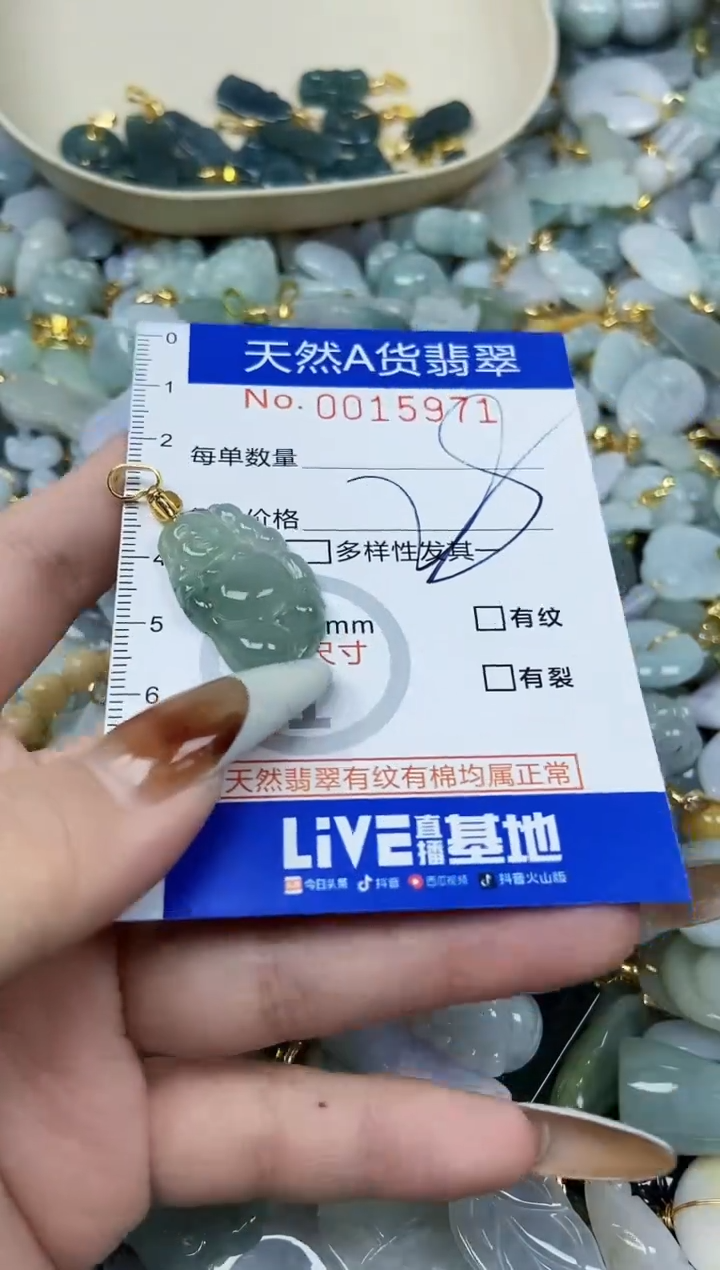 0
天然A货翡翠
1
No. 0015971
2
每单数量
价格
4
多样性发其一
5
mm
有纹
尺寸
6
有裂
天然翡翠有纹有棉均属正常
LiVE直播基地
今日头条 抖音 西瓜视频 抖音火山版